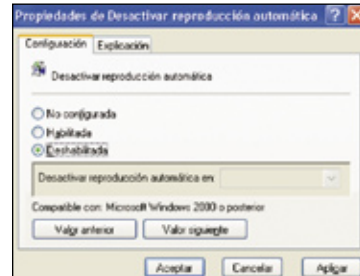 Propiedades de Desactivar reproducción automática
Configuración Explicación
Desactivar reproducción automática
No configurada
Habilitada
Deshabilitada
Desactivar reproducción automática en:
Compatible con: Microsoft Windows 2000 o posterior
Valor anterior Valor siguiente
Aceptar Cancelar Aplicar